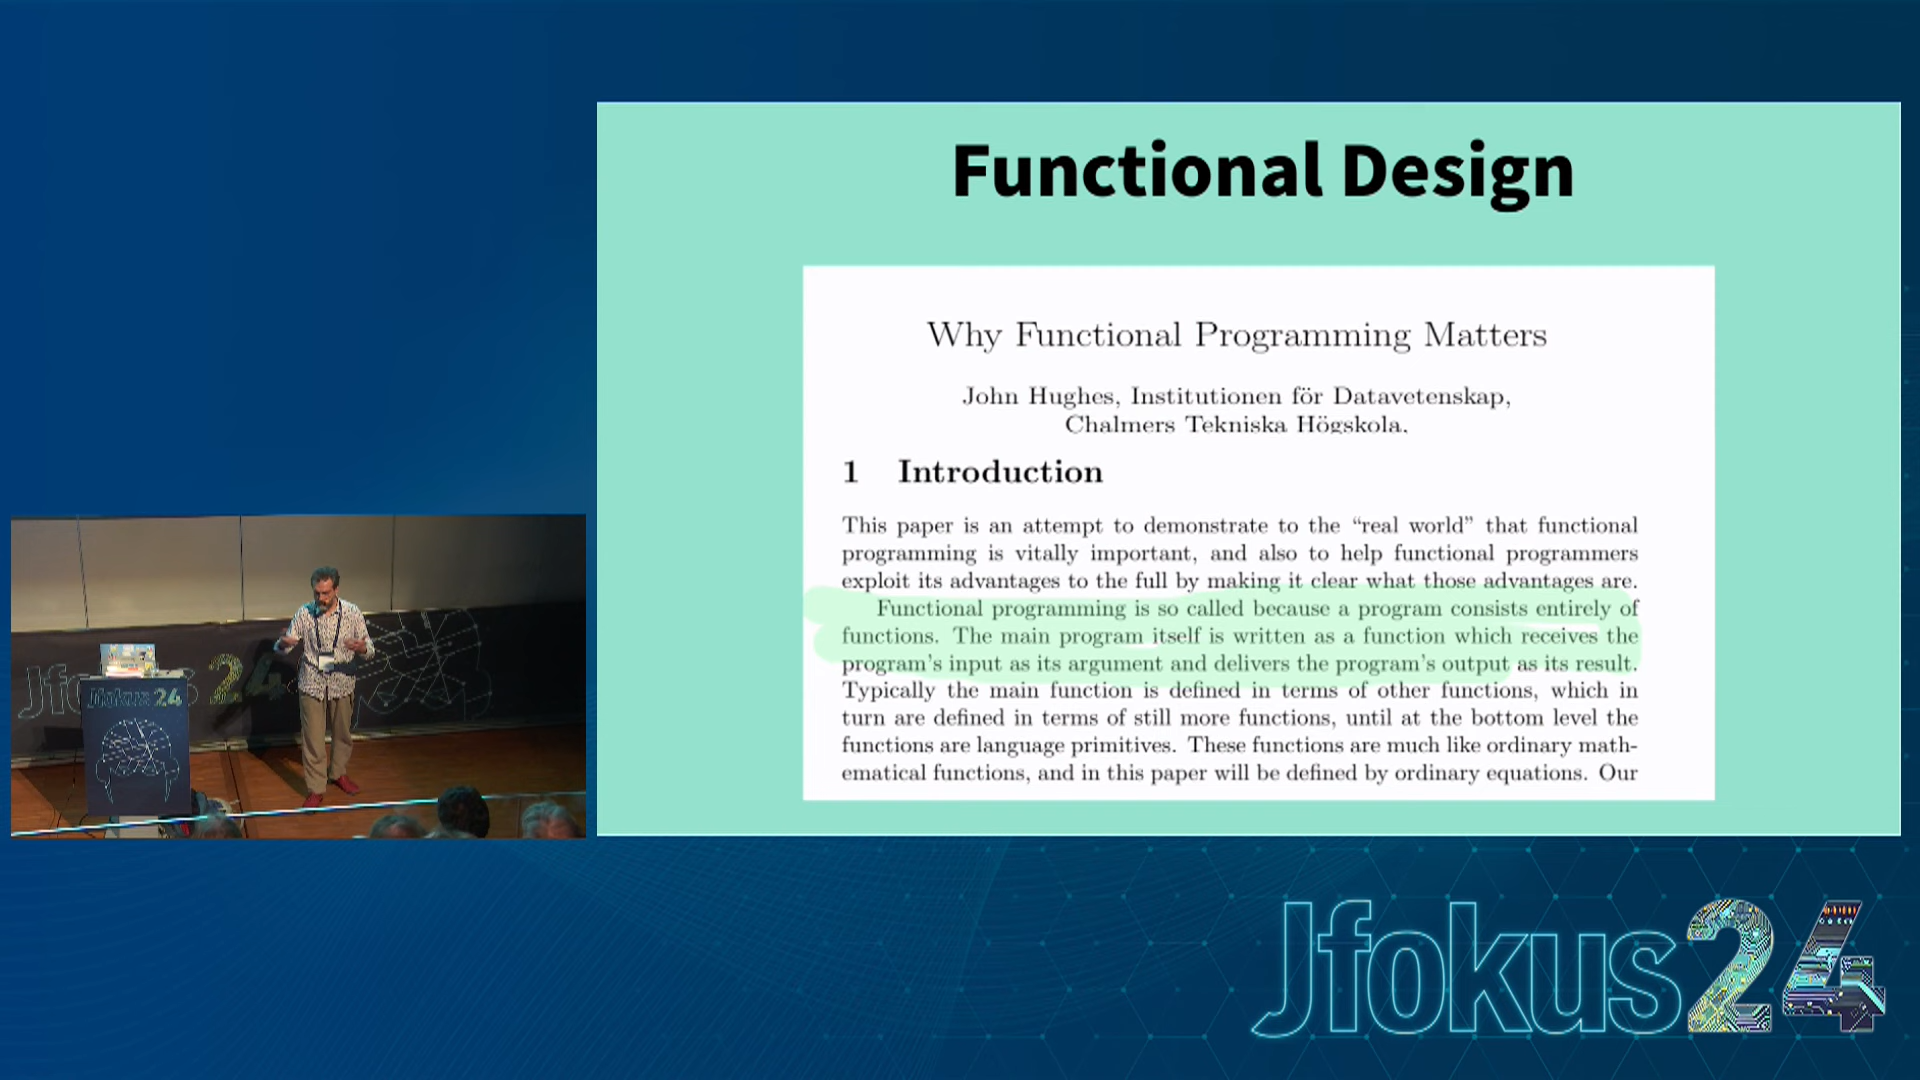 Functional Design
Why Functional Programming Matters
John Hughes, Institutionen för Datavetenskap,
Chalmers Tekniska Högskola.
1 Introduction
This paper is an attempt to demonstrate to the “real world” that functional
programming is vitally important, and also to help functional programmers
exploit its advantages to the full by making it clear what those advantages are.
Functional programming is so called because a program consists entirely of
functions. The main program itself is written as a function which receives the
program’s input as its argument and delivers the program’s output as its result.
Typically the main function is defined in terms of other functions, which in
turn are defined in terms of still more functions, until at the bottom level the
functions are language primitives. These functions are much like ordinary math-
ematical functions, and in this paper will be defined by ordinary equations. Our
Jfokus 24
24
Jfokus24